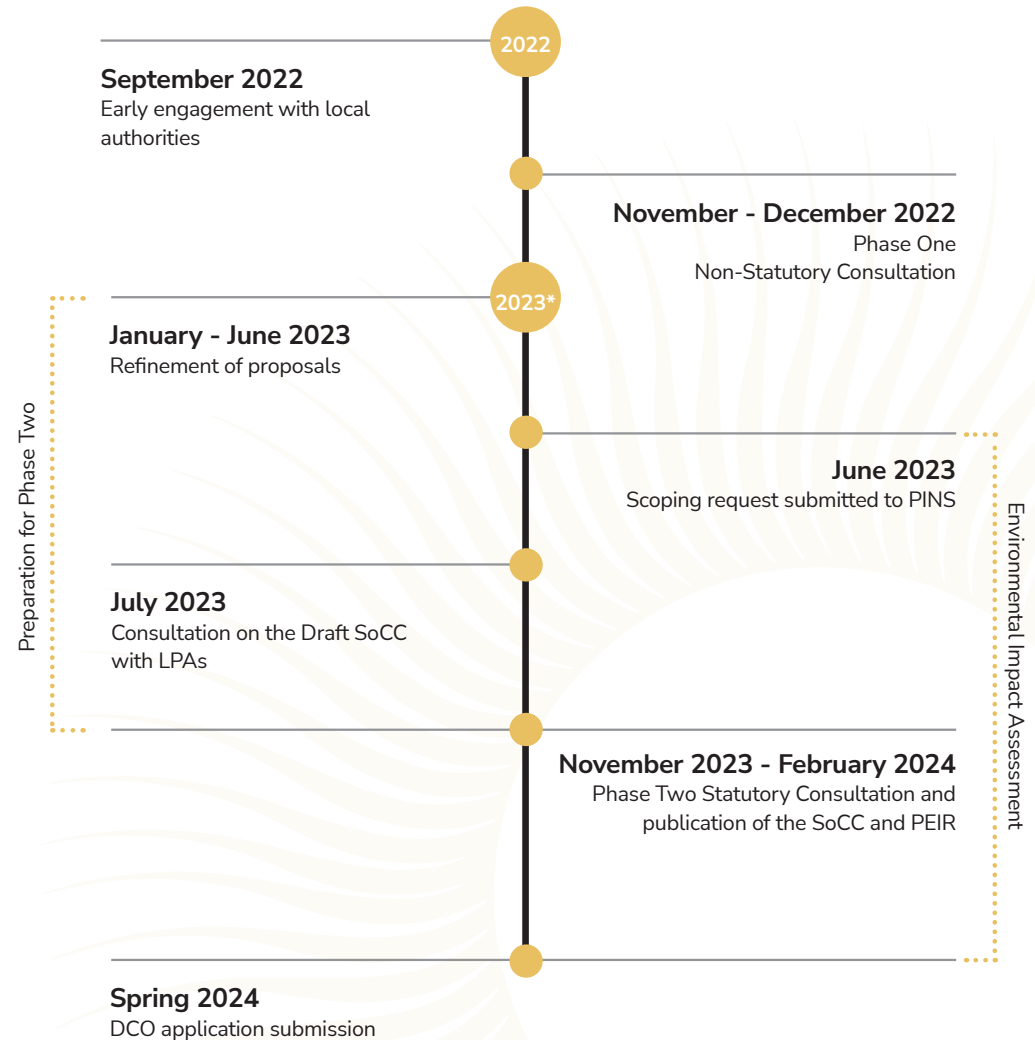 2022
September 2022
Early engagement with local
authorities
November - December 2022
Phase One
Non-Statutory Consultation
2023*
January - June 2023
Refinement of proposals
Preparation for Phase Two
June 2023
Scoping request submitted to PINS
Environmental Impact Assessment
July 2023
Consultation on the Draft SoCC
with LPAs
November 2023 - February 2024
Phase Two Statutory Consultation and
publication of the SoCC and PEIR
Spring 2024
DCO application submission